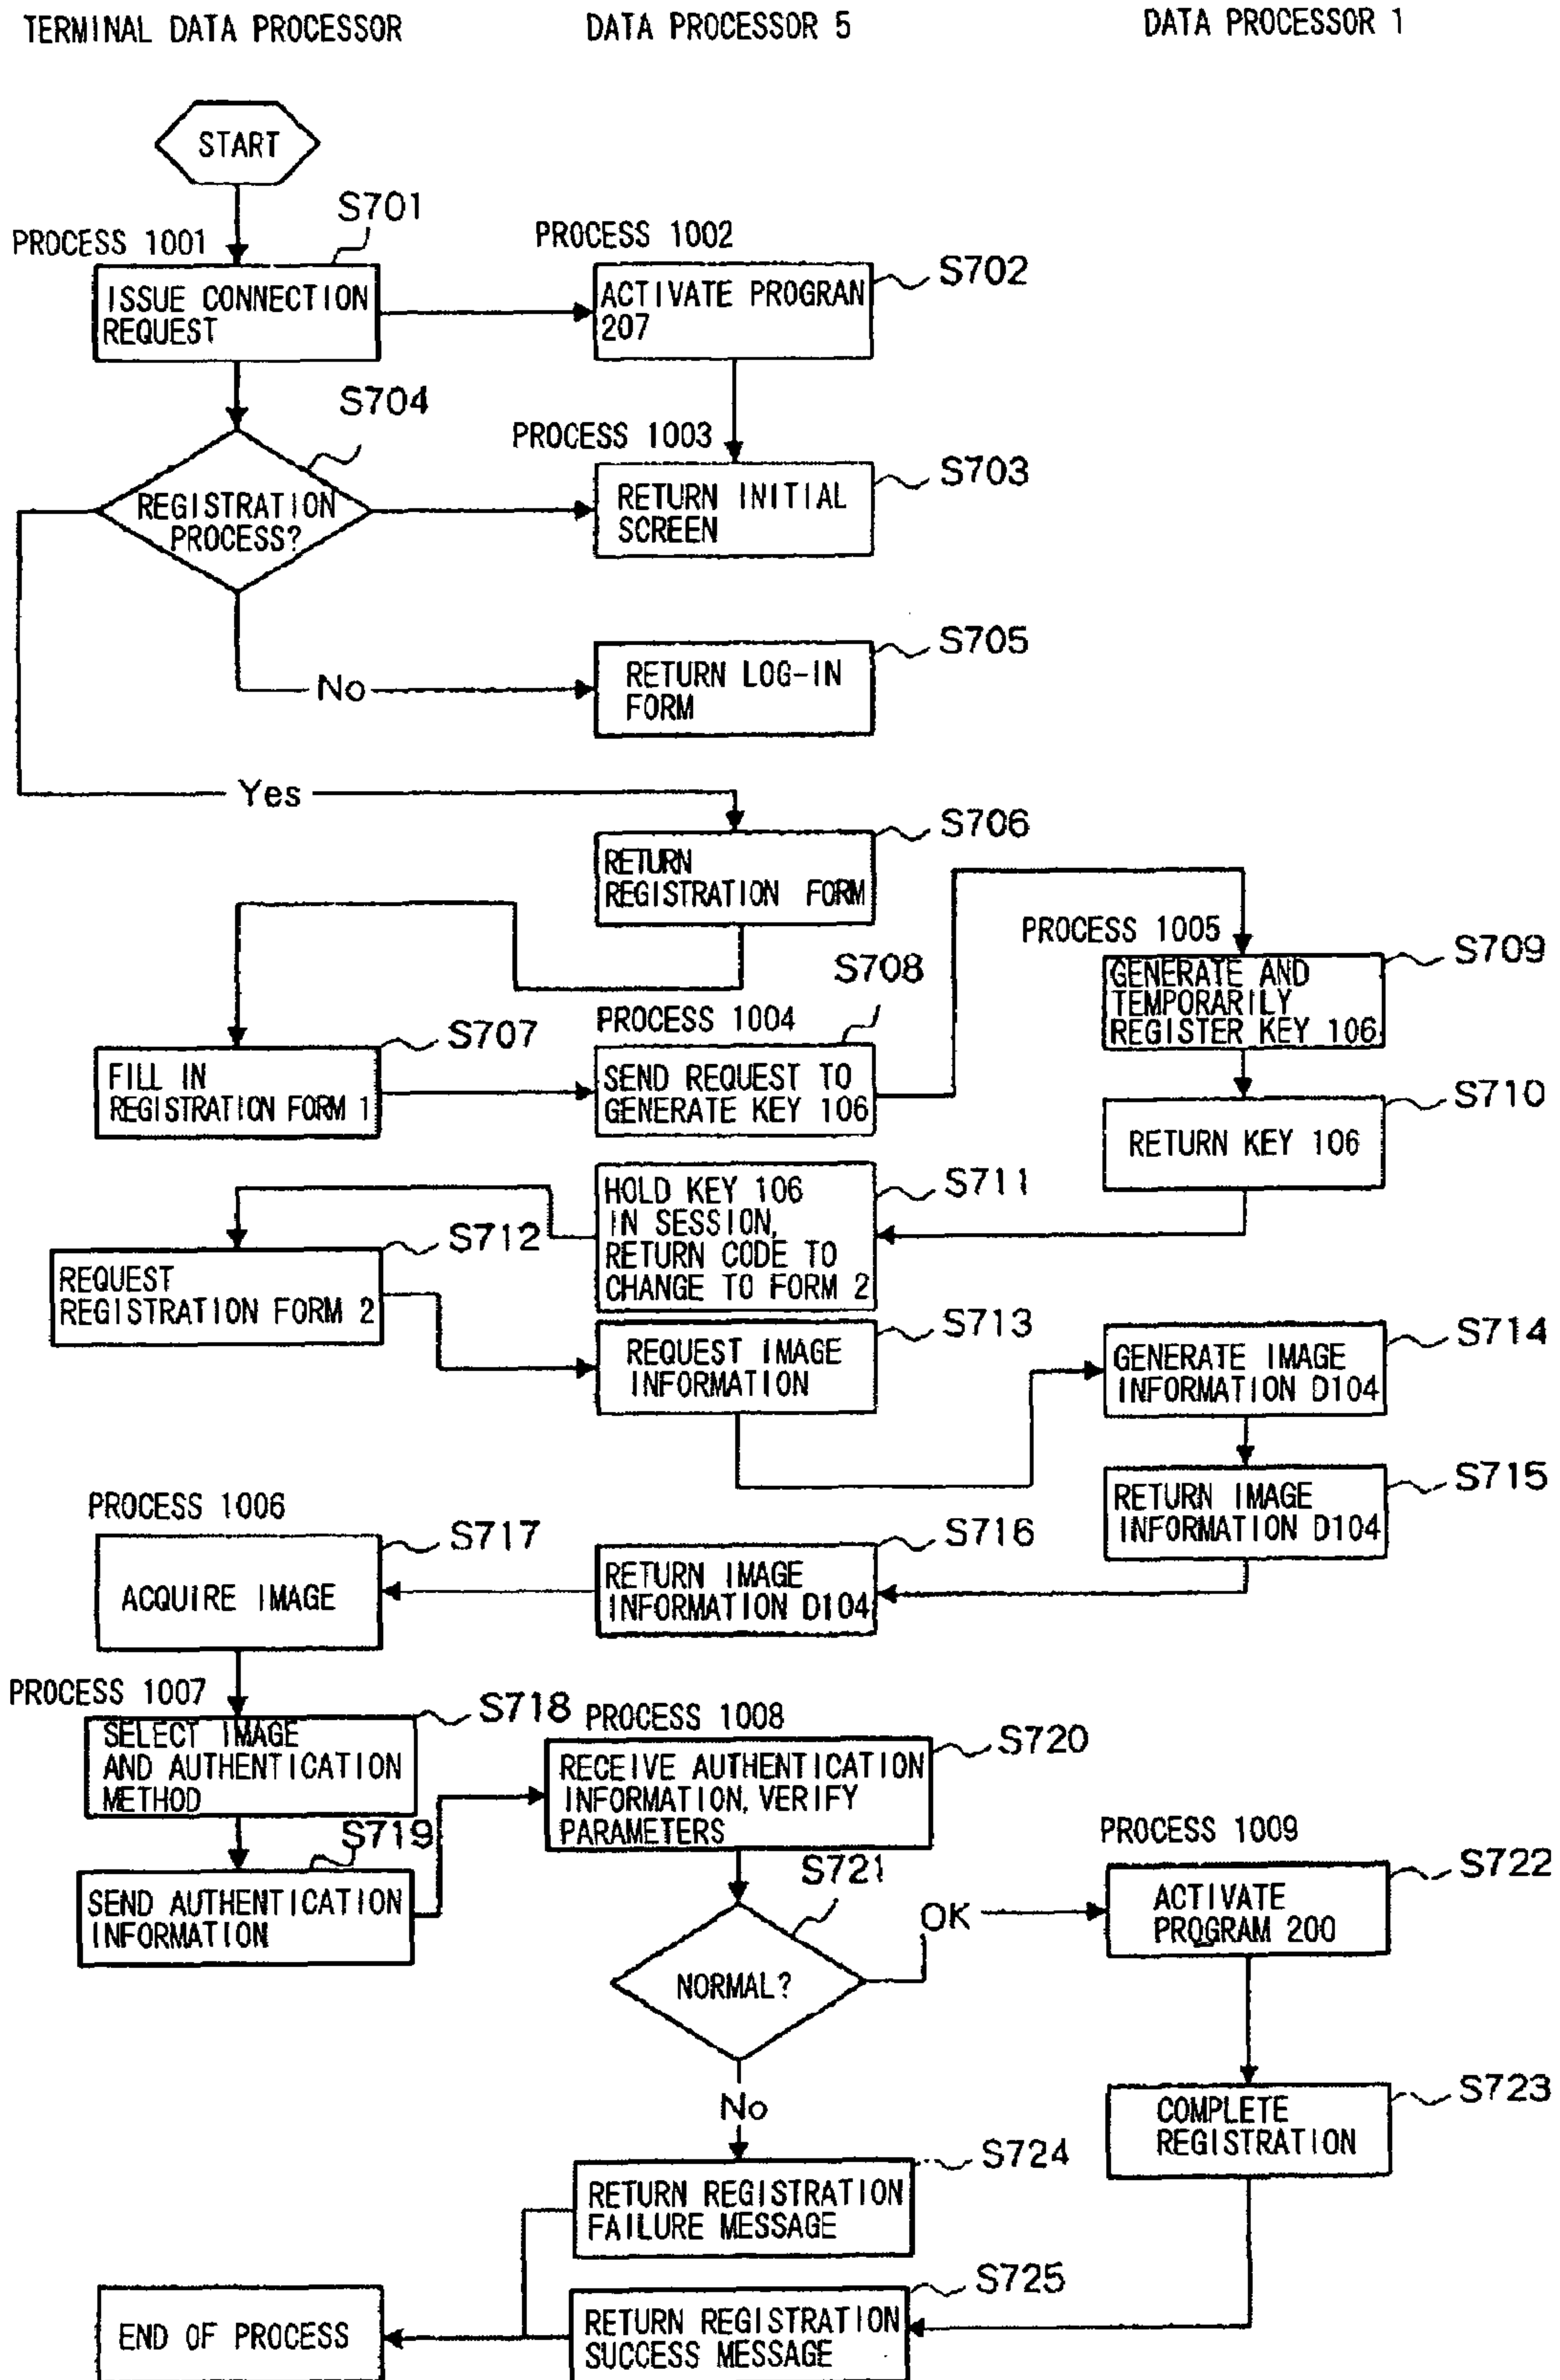 TERMINAL DATA PROCESSOR
DATA PROCESSOR 5
DATA PROCESSOR 1
START
S701
PROCESS 1001
ISSUE CONNECTION
REQUEST
PROCESS 1002
S702
ACTIVATE PROGRAN
207
S704
REGISTRATION
PROCESS?
PROCESS 1003
S703
RETURN INITIAL
SCREEN
No
S705
RETURN LOG-IN
FORM
Yes
S706
RETURN
REGISTRATION FORM
S707
FILL IN
REGISTRATION FORM 1
S708
PROCESS 1004
SEND REQUEST TO
GENERATE KEY 106
PROCESS 1005
S709
GENERATE AND
TEMPORARILY
REGISTER KEY 106
S710
RETURN KEY 106
S711
HOLD KEY 106
IN SESSION,
RETURN CODE TO
CHANGE TO FORM 2
S712
REQUEST
REGISTRATION FORM 2
S713
REQUEST IMAGE
INFORMATION
S714
GENERATE IMAGE
INFORMATION D104
S715
RETURN IMAGE
INFORMATION D104
S716
RETURN IMAGE
INFORMATION D104
PROCESS 1006
S717
ACQUIRE IMAGE
PROCESS 1007
S718
SELECT IMAGE
AND AUTHENTICATION
METHOD
S719
SEND AUTHENTICATION
INFORMATION
PROCESS 1008
S720
RECEIVE AUTHENTICATION
INFORMATION, VERIFY
PARAMETERS
S721
NORMAL?
OK
No
PROCESS 1009
S722
ACTIVATE
PROGRAM 200
S723
COMPLETE
REGISTRATION
S724
RETURN REGISTRATION
FAILURE MESSAGE
S725
RETURN REGISTRATION
SUCCESS MESSAGE
END OF PROCESS